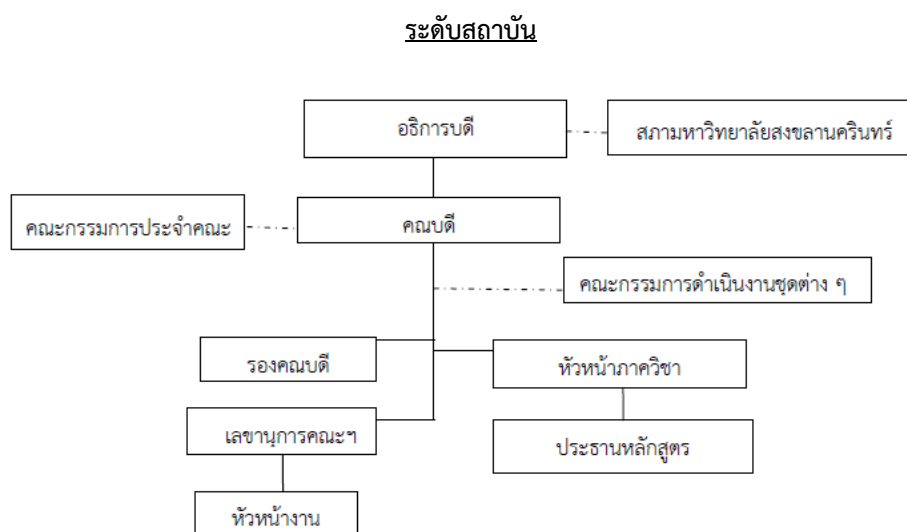 ระดับสถาบัน
อธิการบดี
สภามหาวิทยาลัยสงขลานครินทร์
คณะกรรมการประจำคณะ
คณบดี
คณะกรรมการดำเนินงานชุดต่าง ๆ
รองคณบดี
หัวหน้าภาควิชา
เลขานุการคณะฯ
ประธานหลักสูตร
หัวหน้างาน